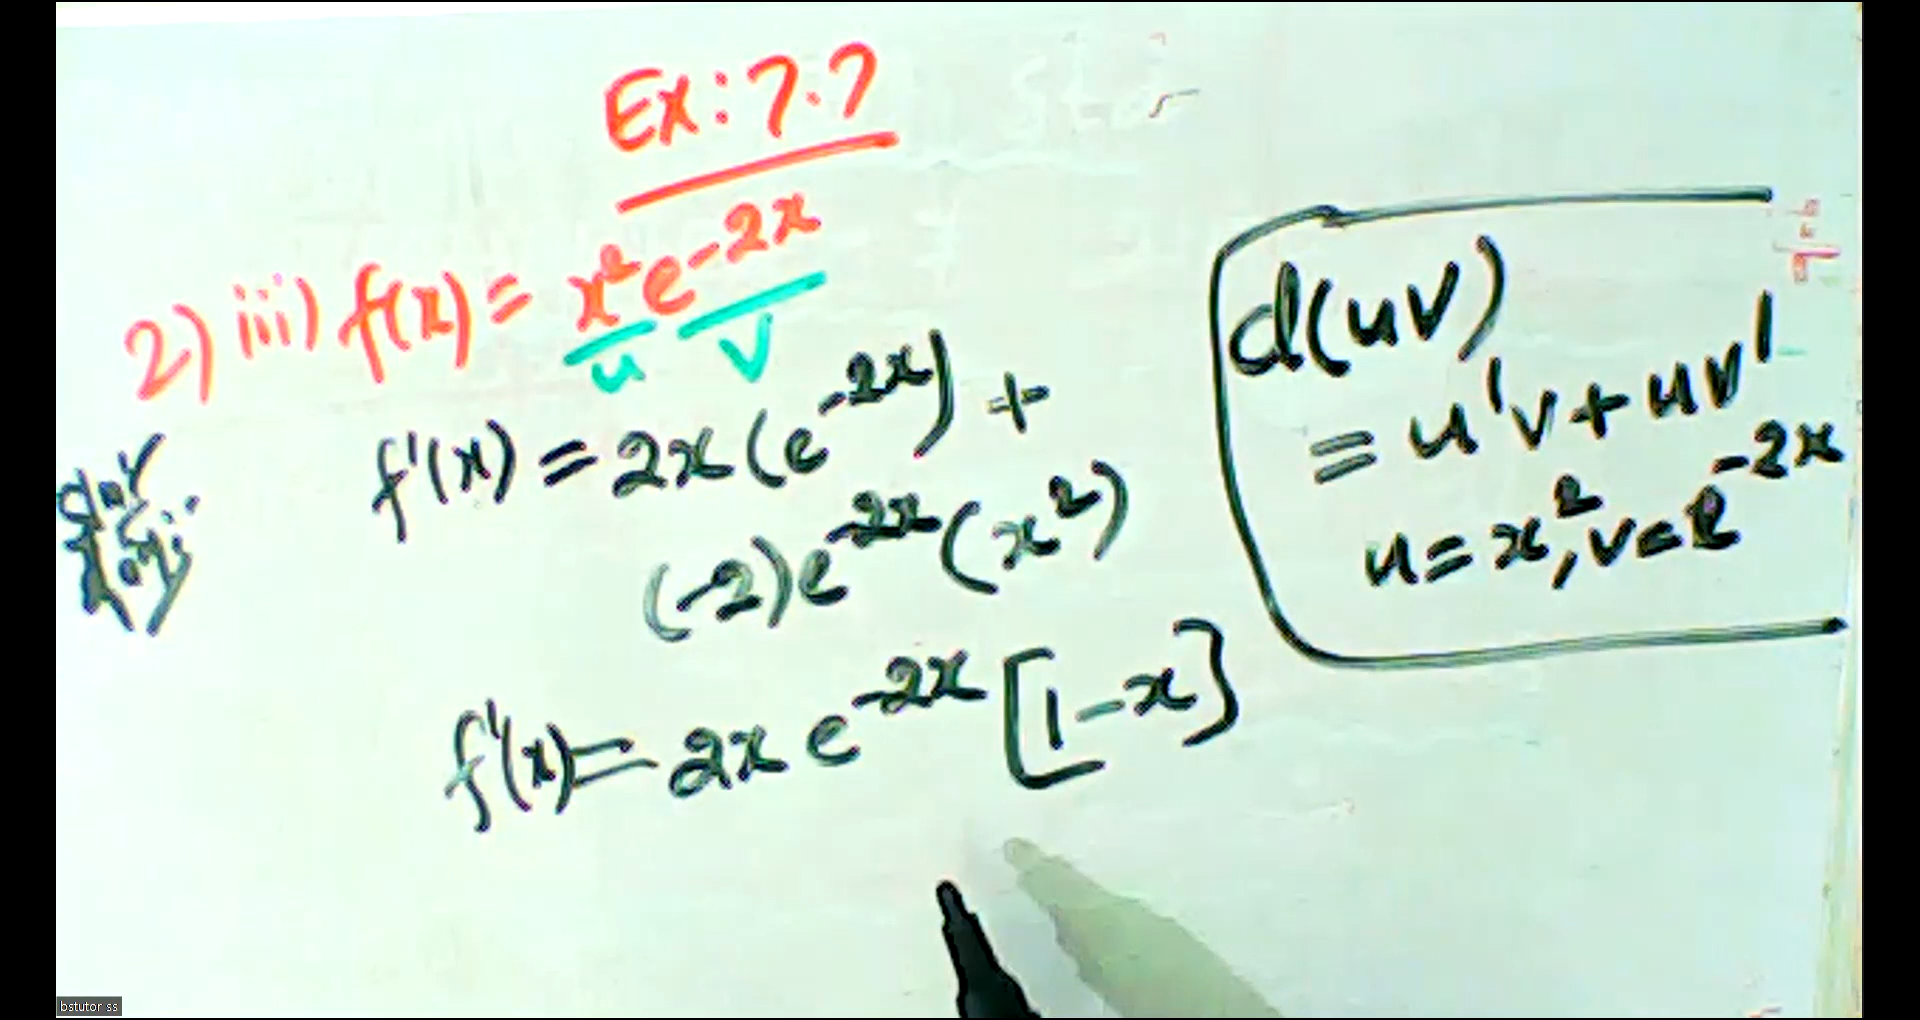 Ex: 7.7
2) iii) f(x) = x²e⁻²ˣ
u v
f'(x) = 2x(e⁻²ˣ) +
(-2)e⁻²ˣ(x²)
f'(x) = 2x e⁻²ˣ [1-x]
d(uv)
= u'v + uv'
u = x², v = e⁻²ˣ
bstutor ss